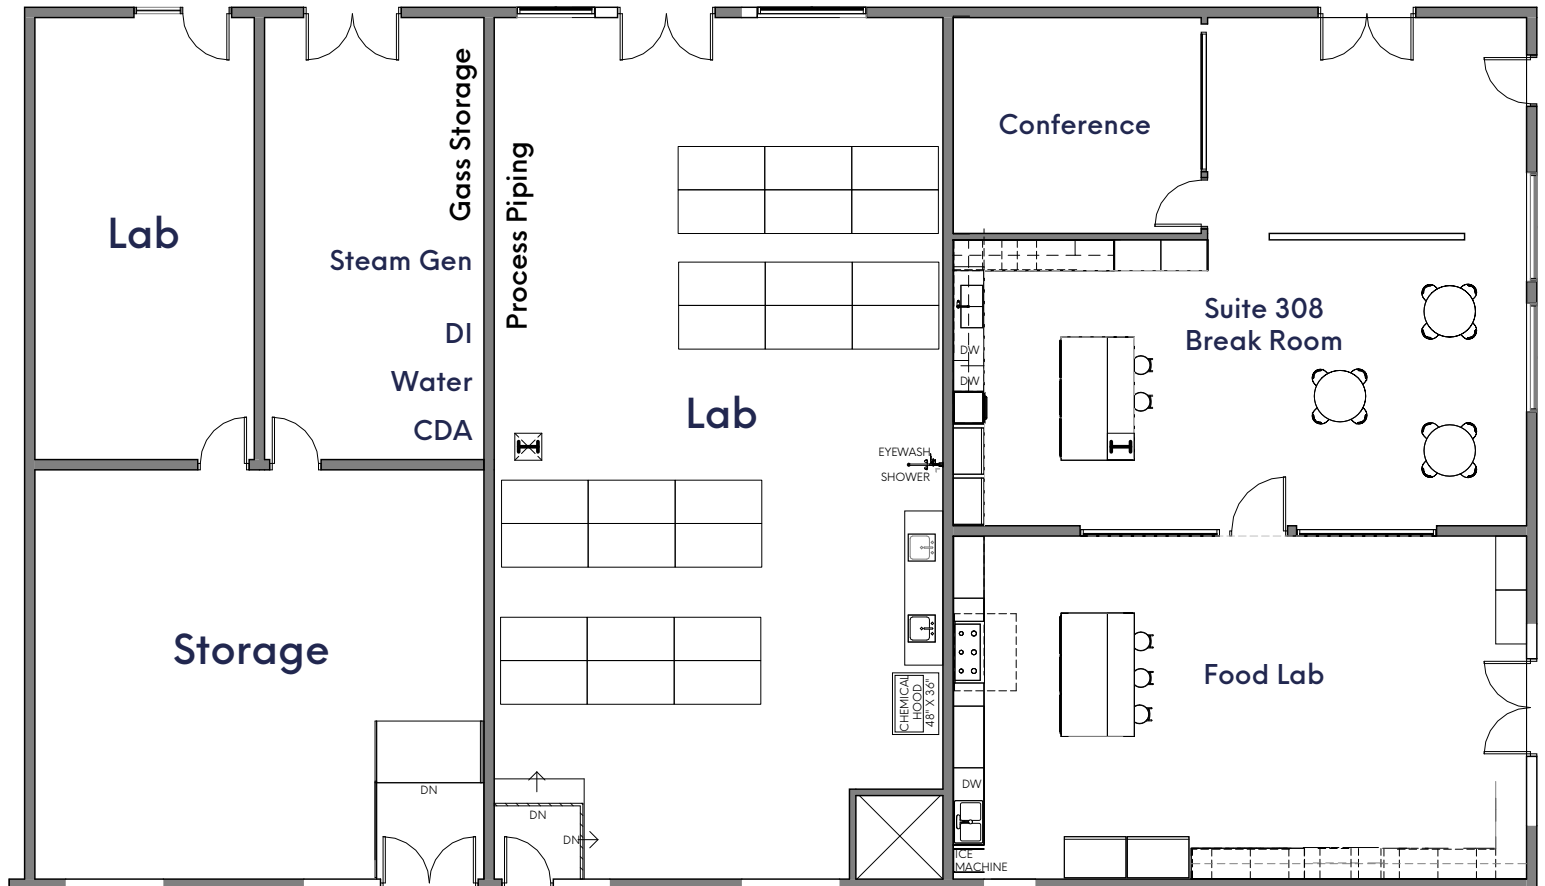 Lab
Gass Storage
Steam Gen
DI
Water
CDA
Process Piping
Lab
Conference
Suite 308
Break Room
DW
DW
EYEWASH
SHOWER
Storage
DN
CHEMICAL
HOOD
48" X 36"
DN
DN
Food Lab
DW
ICE
MACHINE